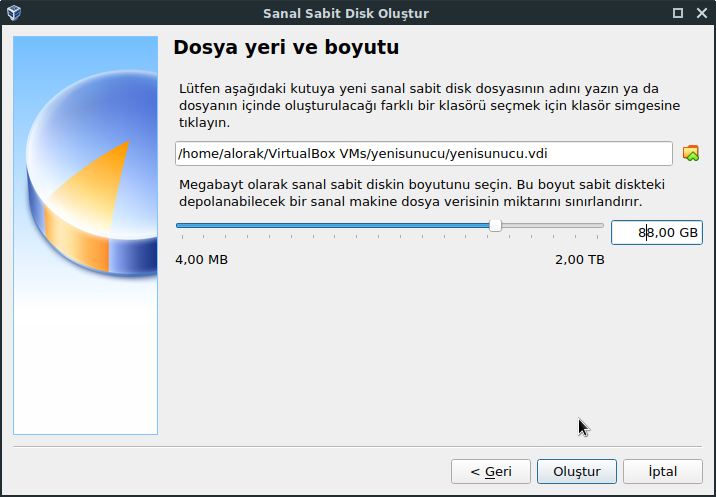 Sanal Sabit Disk Oluştur
Dosya yeri ve boyutu
Lütfen aşağıdaki kutuya yeni sanal sabit disk dosyasının adını yazın ya da
dosyanın içinde oluşturulacağı farklı bir klasörü seçmek için klasör simgesine
tıklayın.
/home/alorak/VirtualBox VMs/yenisunucu/yenisunucu.vdi
Megabayt olarak sanal sabit diskin boyutunu seçin. Bu boyut sabit diskteki
depolanabilecek bir sanal makine dosya verisinin miktarını sınırlandırır.
88,00 GB
4,00 MB 2,00 TB
< Geri Oluştur İptal